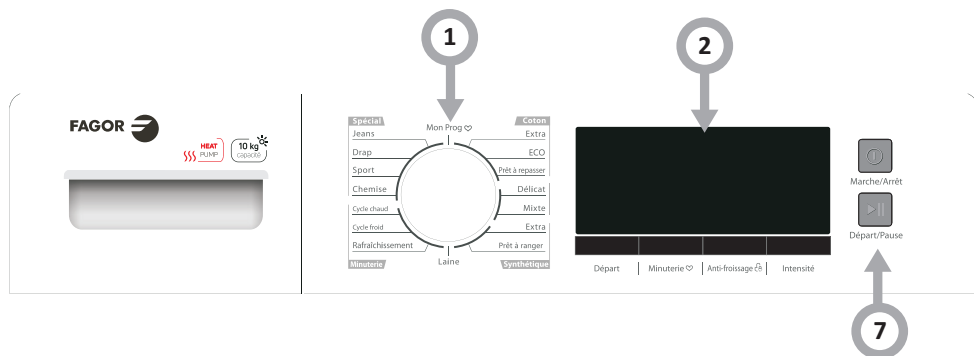 1
2
FAGOR
HEAT
PUMP
10 kg
capacité
Spécial
Mon Prog
Coton
Jeans
Extra
Drap
ECO
Sport
Prêt à repasser
Chemise
Délicat
Cycle chaud
Mixte
Cycle froid
Extra
Rafraîchissement
Prêt à ranger
Minuterie
Laine
Synthétique
Marche/Arrêt
Départ/Pause
Départ
Minuterie
Anti-froissage
Intensité
7